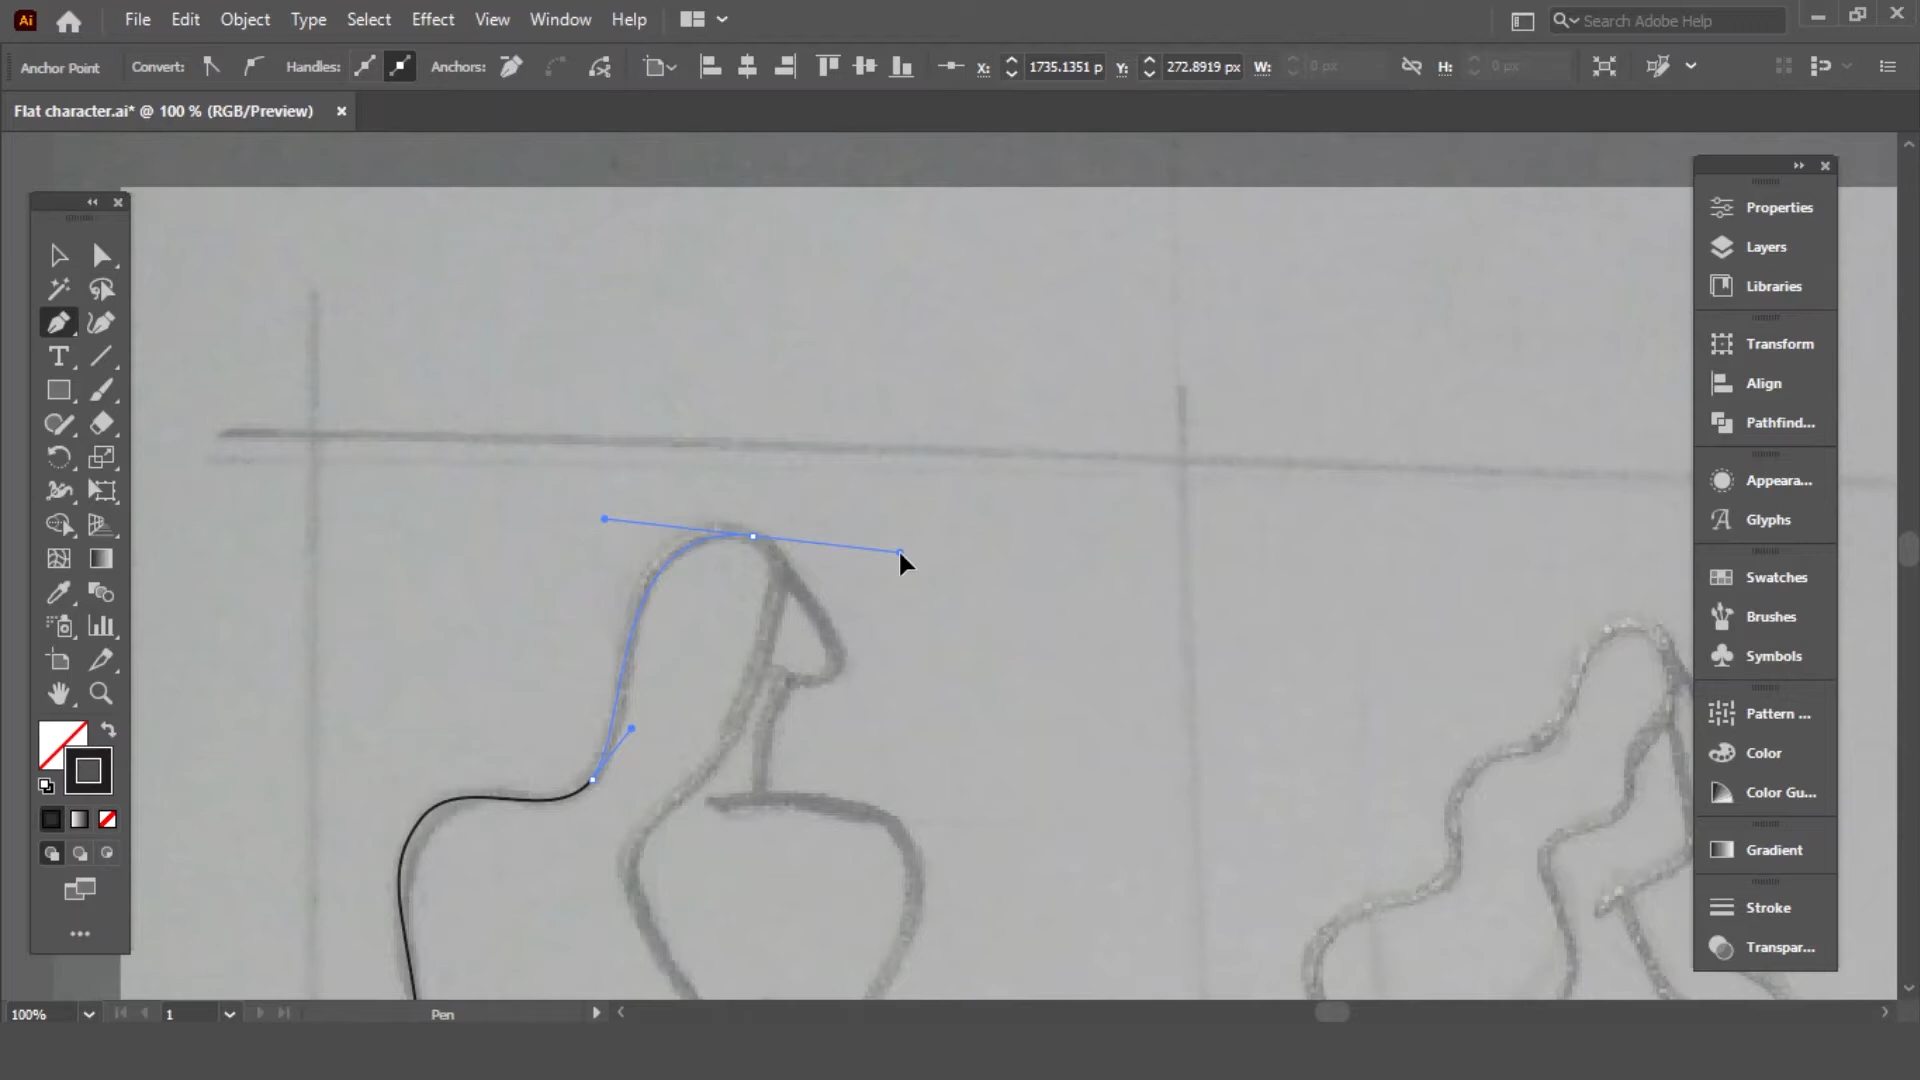 Ai File Edit Object Type Select Effect View Window Help Search Adobe Help
Anchor Point Convert: Handles: Anchors: X: 1735.1351 p Y: 272.8919 px W: 0 px H: 0 px
Flat character.ai* @ 100 % (RGB/Preview)
Properties
Layers
Libraries
Transform
Align
Pathfind...
Appeara...
Glyphs
Swatches
Brushes
Symbols
Pattern ...
Color
Color Gu...
Gradient
Stroke
Transpar...
100% 1 Pen